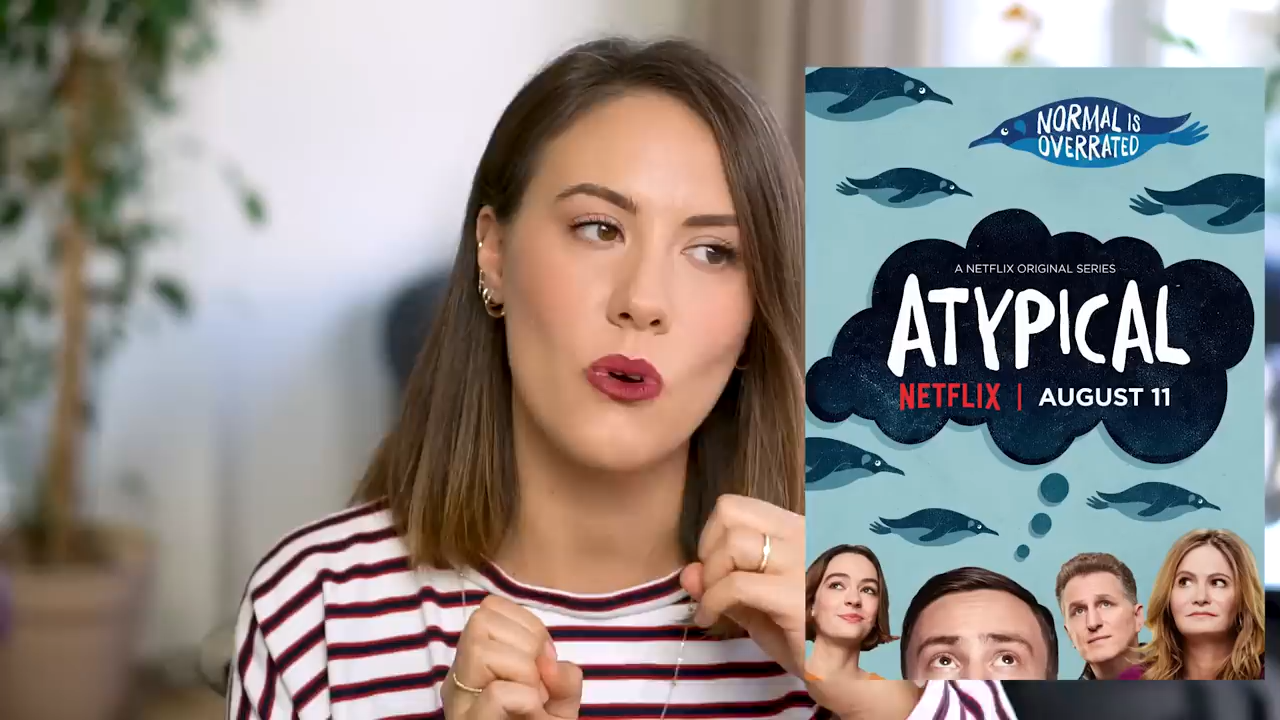 NORMAL IS
OVERRATED
A NETFLIX ORIGINAL SERIES
ATYPICAL
NETFLIX | AUGUST 11